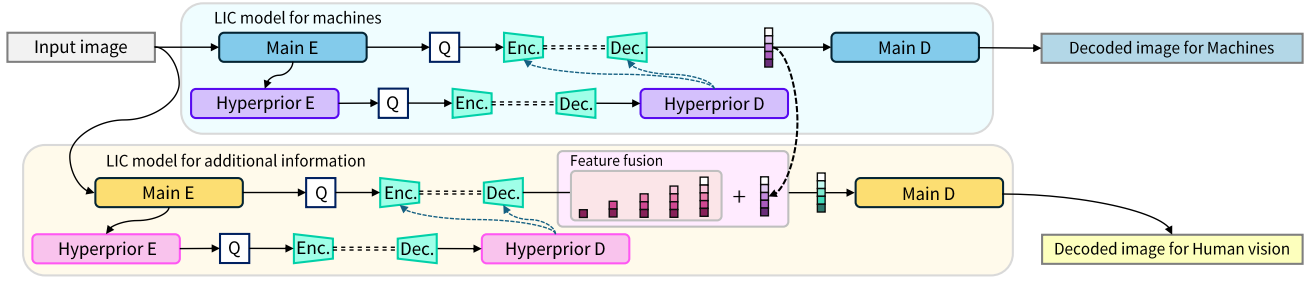 LIC model for machines
Input image
Main E
Q
Enc.
Dec.
Main D
Decoded image for Machines
Hyperprior E
Q
Enc.
Dec.
Hyperprior D
LIC model for additional information
Feature fusion
Main E
Q
Enc.
Dec.
+
Main D
Hyperprior E
Q
Enc.
Dec.
Hyperprior D
Decoded image for Human vision